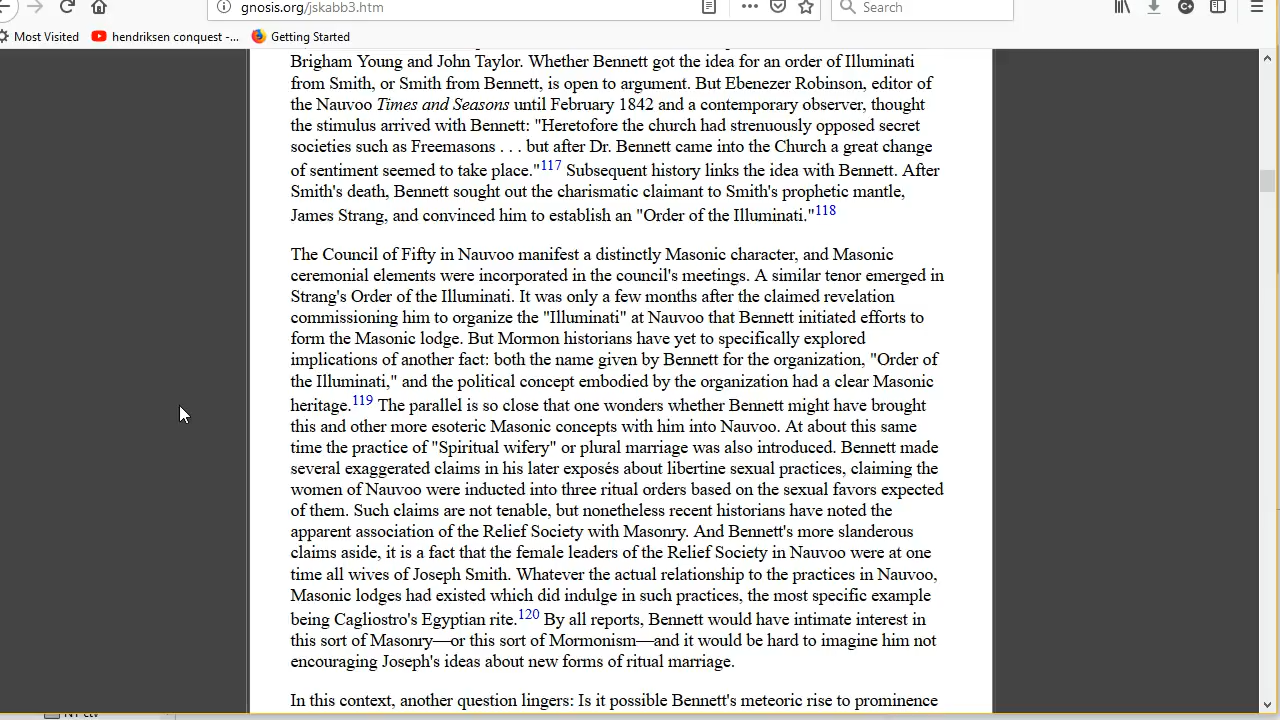 gnosis.org/jskabb3.htm
Search
Most Visited
hendriksen conquest -...
Getting Started
Brigham Young and John Taylor. Whether Bennett got the idea for an order of Illuminati
from Smith, or Smith from Bennett, is open to argument. But Ebenezer Robinson, editor of
the Nauvoo Times and Seasons until February 1842 and a contemporary observer, thought
the stimulus arrived with Bennett: "Heretofore the church had strenuously opposed secret
societies such as Freemasons . . . but after Dr. Bennett came into the Church a great change
of sentiment seemed to take place."117 Subsequent history links the idea with Bennett. After
Smith's death, Bennett sought out the charismatic claimant to Smith's prophetic mantle,
James Strang, and convinced him to establish an "Order of the Illuminati."118
The Council of Fifty in Nauvoo manifest a distinctly Masonic character, and Masonic
ceremonial elements were incorporated in the council's meetings. A similar tenor emerged in
Strang's Order of the Illuminati. It was only a few months after the claimed revelation
commissioning him to organize the "Illuminati" at Nauvoo that Bennett initiated efforts to
form the Masonic lodge. But Mormon historians have yet to specifically explored
implications of another fact: both the name given by Bennett for the organization, "Order of
the Illuminati," and the political concept embodied by the organization had a clear Masonic
heritage.119 The parallel is so close that one wonders whether Bennett might have brought
this and other more esoteric Masonic concepts with him into Nauvoo. At about this same
time the practice of "Spiritual wifery" or plural marriage was also introduced. Bennett made
several exaggerated claims in his later exposés about libertine sexual practices, claiming the
women of Nauvoo were inducted into three ritual orders based on the sexual favors expected
of them. Such claims are not tenable, but nonetheless recent historians have noted the
apparent association of the Relief Society with Masonry. And Bennett's more slanderous
claims aside, it is a fact that the female leaders of the Relief Society in Nauvoo were at one
time all wives of Joseph Smith. Whatever the actual relationship to the practices in Nauvoo,
Masonic lodges had existed which did indulge in such practices, the most specific example
being Cagliostro's Egyptian rite.120 By all reports, Bennett would have intimate interest in
this sort of Masonry—or this sort of Mormonism—and it would be hard to imagine him not
encouraging Joseph's ideas about new forms of ritual marriage.
In this context, another question lingers: Is it possible Bennett's meteoric rise to prominence